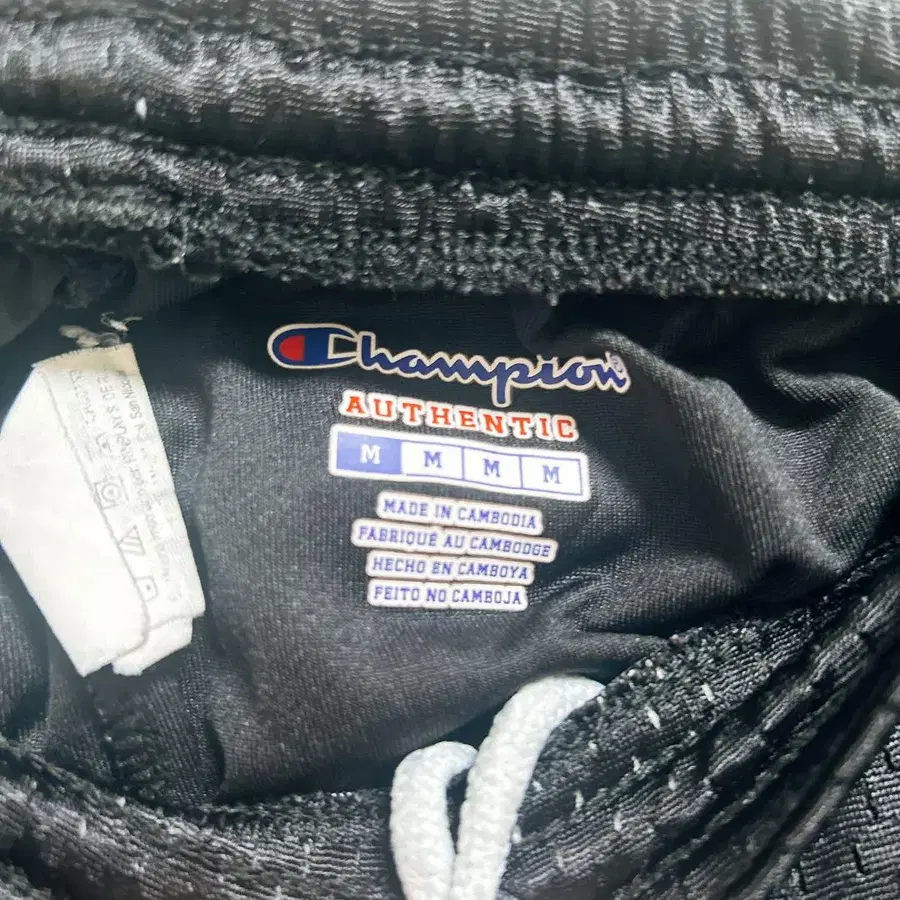 Champion
AUTHENTIC
M M M M
MADE IN CAMBODIA
FABRIQUÉ AU CAMBODGE
HECHO EN CAMBOYA
FEITO NO CAMBOJA